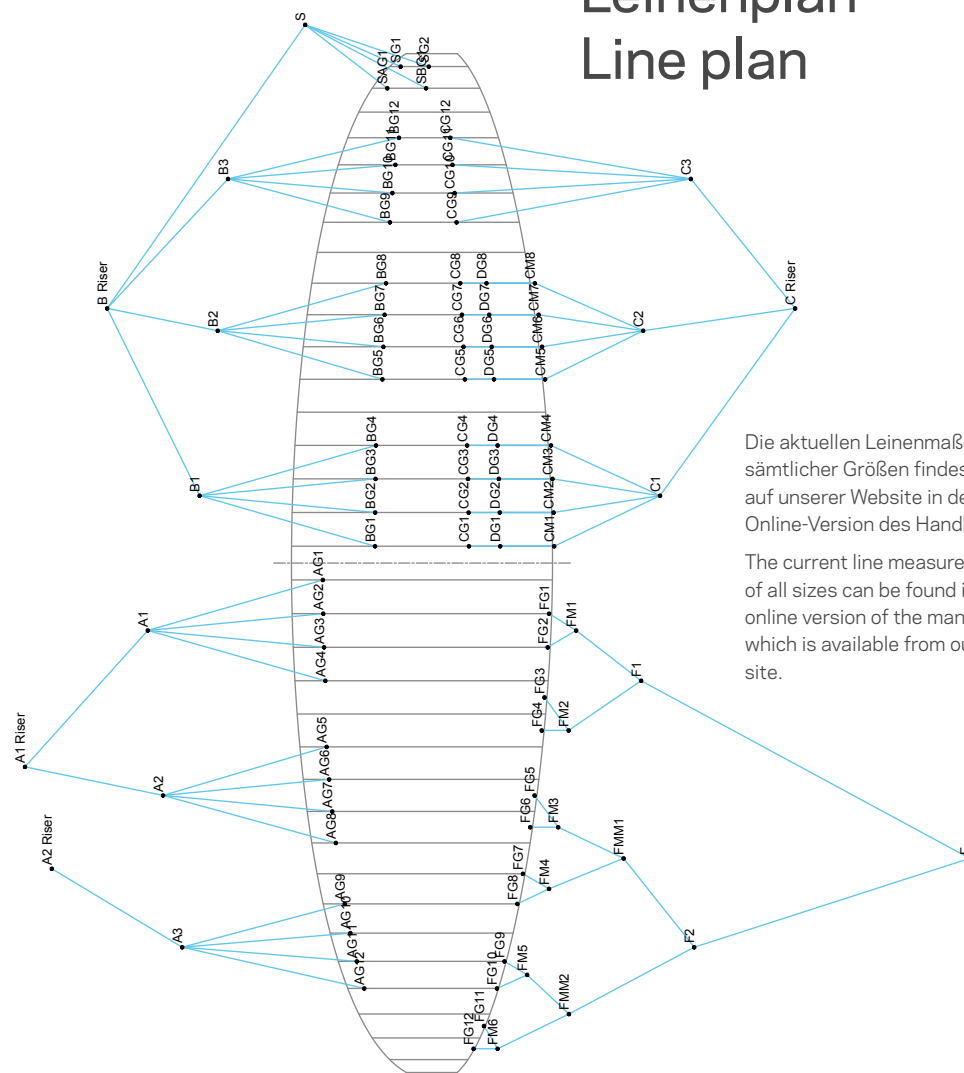 Leinenplan
Line plan
S
SG1
SG2
SAG1
SBG1
BG12
CG12
BG11
CG11
B3
BG10
CG10
C3
BG9
CG9
B Riser
BG8
CG8
DG8
CM8
C Riser
BG7
CG7
DG7
CM7
B2
BG6
CG6
DG6
CM6
C2
BG5
CG5
DG5
CM5
BG4
CG4
DG4
CM4
BG3
CG3
DG3
CM3
B1
BG2
CG2
DG2
CM2
C1
BG1
CG1
DG1
CM1
Die aktuellen Leinenmaße
sämtlicher Größen findes
auf unserer Website in de
Online-Version des Hand
The current line measure
of all sizes can be found i
online version of the man
which is available from ou
site.
AG1
AG2
FG1
A1
FM1
AG3
FG2
AG4
F1
FG3
FG4
FM2
A1 Riser
AG5
AG6
A2
FG5
AG7
FG6
FM3
AG8
FMM1
F
A2 Riser
FG7
FM4
AG9
FG8
AG10
A3
F2
AG11
FG9
FM5
AG12
FG10
FMM2
FG11
FG12
FM6